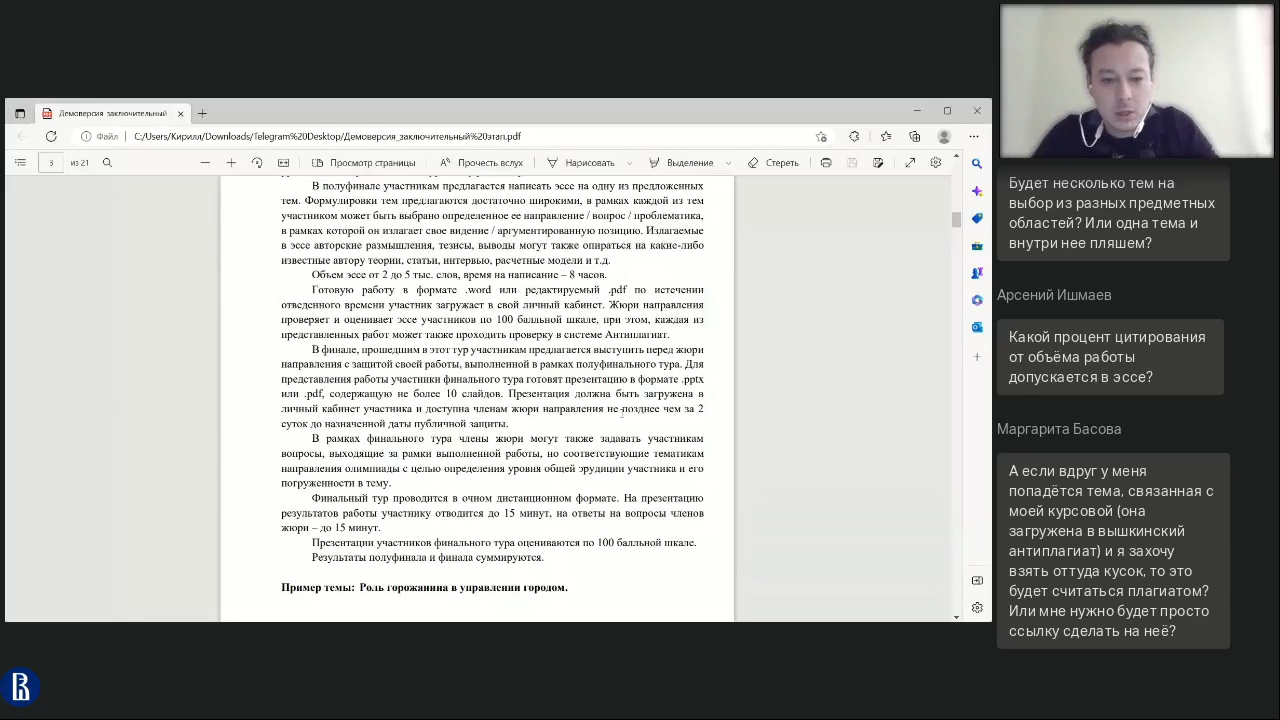 Демоверсия заключительный
Файл
C:/Users/Кирилл/Downloads/Telegram%20Desktop/Демоверсия_заключительный%20этап.pdf
3
из 21
Просмотр страницы
Прочесть вслух
Нарисовать
Выделение
Стереть
В полуфинале участникам предлагается написать эссе на одну из предложенных
тем. Формулировки тем предлагаются достаточно широкими, в рамках каждой из тем
участником может быть выбрано определенное ее направление / вопрос / проблематика,
в рамках которой он излагает свое видение / аргументированную позицию. Излагаемые
в эссе авторские размышления, тезисы, выводы могут также опираться на какие-либо
известные автору теории, статьи, интервью, расчетные модели и т.д.
Объем эссе от 2 до 5 тыс. слов, время на написание – 8 часов.
Готовую работу в формате .word или редактируемый .pdf по истечении
отведенного времени участник загружает в свой личный кабинет. Жюри направления
проверяет и оценивает эссе участников по 100 балльной шкале, при этом, каждая из
представленных работ может также проходить проверку в системе Антиплагиат.
В финале, прошедшим в этот тур участникам предлагается выступить перед жюри
направления с защитой своей работы, выполненной в рамках полуфинального тура. Для
представления работы участники финального тура готовят презентацию в формате .pptx
или .pdf, содержащую не более 10 слайдов. Презентация должна быть загружена в
личный кабинет участника и доступна членам жюри направления не позднее чем за 2
суток до назначенной даты публичной защиты.
В рамках финального тура члены жюри могут также задавать участникам
вопросы, выходящие за рамки выполненной работы, но соответствующие тематикам
направления олимпиады с целью определения уровня общей эрудиции участника и его
погруженности в тему.
Финальный тур проводится в очном дистанционном формате. На презентацию
результатов работы участнику отводится до 15 минут, на ответы на вопросы членов
жюри – до 15 минут.
Презентации участников финального тура оцениваются по 100 балльной шкале.
Результаты полуфинала и финала суммируются.
Пример темы: Роль горожанина в управлении городом.
Будет несколько тем на
выбор из разных предметных
областей? Или одна тема и
внутри нее пляшем?
Арсений Ишмаев
Какой процент цитирования
от объёма работы
допускается в эссе?
Маргарита Басова
А если вдруг у меня
попадётся тема, связанная с
моей курсовой (она
загружена в вышкинский
антиплагиат) и я захочу
взять оттуда кусок, то это
будет считаться плагиатом?
Или мне нужно будет просто
ссылку сделать на неё?